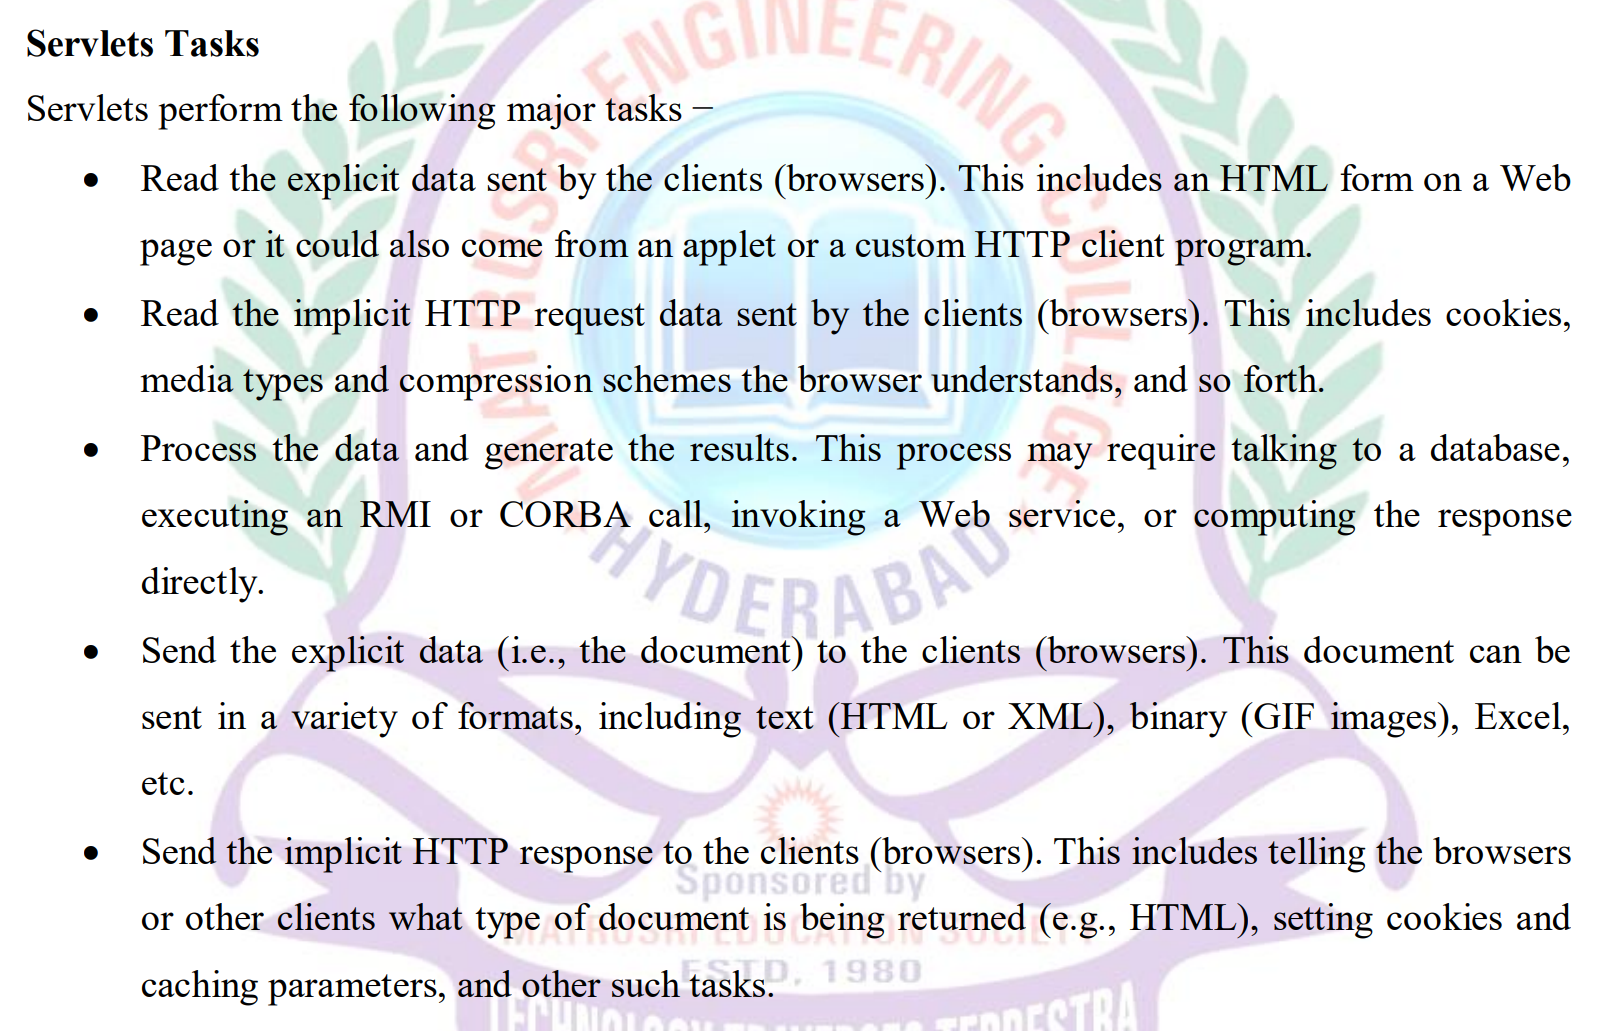 Servlets Tasks
Servlets perform the following major tasks −
• Read the explicit data sent by the clients (browsers). This includes an HTML form on a Web
page or it could also come from an applet or a custom HTTP client program.
• Read the implicit HTTP request data sent by the clients (browsers). This includes cookies,
media types and compression schemes the browser understands, and so forth.
• Process the data and generate the results. This process may require talking to a database,
executing an RMI or CORBA call, invoking a Web service, or computing the response
directly.
• Send the explicit data (i.e., the document) to the clients (browsers). This document can be
sent in a variety of formats, including text (HTML or XML), binary (GIF images), Excel,
etc.
• Send the implicit HTTP response to the clients (browsers). This includes telling the browsers
or other clients what type of document is being returned (e.g., HTML), setting cookies and
caching parameters, and other such tasks.
MATRUSRI ENGINEERING COLLEGE
HYDERABAD
Sponsored by
MATRUSRI EDUCATION SOCIETY
ESTD, 1980